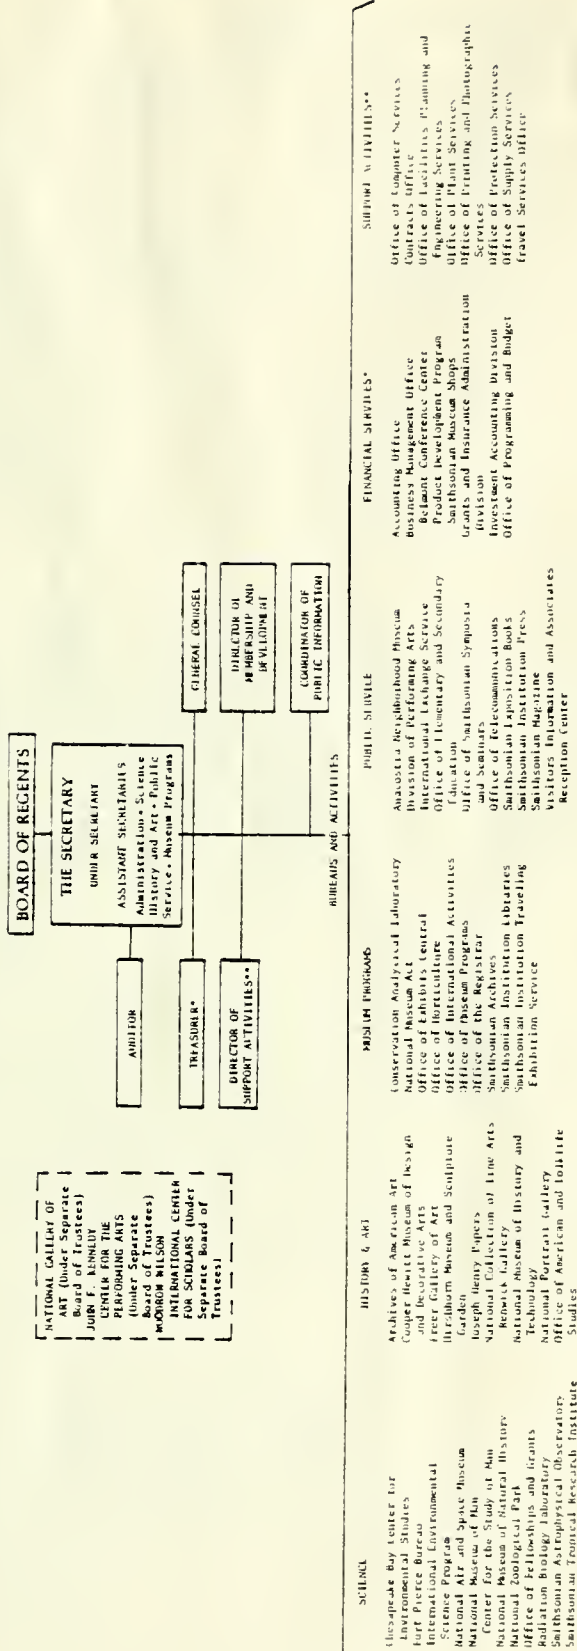 BOARD OF REGENTS
THE SECRETARY
UNDER SECRETARY
ASSISTANT SECRETARIES
Administration • Science
History and Art • Public
Service • Museum Programs
NATIONAL GALLERY OF
ART (Under Separate
Board of Trustees)
JOHN F. KENNEDY
CENTER FOR THE
PERFORMING ARTS
(Under Separate
Board of Trustees)
WOODROW WILSON
INTERNATIONAL CENTER
FOR SCHOLARS (Under
Separate Board of
Trustees)
AUDITOR
TREASURER*
DIRECTOR OF
SUPPORT ACTIVITIES**
GENERAL COUNSEL
DIRECTOR OF
MEMBERSHIP AND
DEVELOPMENT
COORDINATOR OF
PUBLIC INFORMATION
BUREAUS AND ACTIVITIES
SCIENCE
Chesapeake Bay Center for
Environmental Studies
Fort Pierce Bureau
International Environmental
Science Program
National Air and Space Museum
National Museum of Man
Center for the Study of Man
National Museum of Natural History
National Zoological Park
Office of Fellowships and Grants
Radiation Biology Laboratory
Smithsonian Astrophysical Observatory
Smithsonian Tropical Research Institute
HISTORY & ART
Archives of American Art
Cooper Hewitt Museum of Design
and Decorative Arts
Freer Gallery of Art
Hirshhorn Museum and Sculpture
Garden
Joseph Henry Papers
National Collection of Fine Arts
Renwick Gallery
National Museum of History and
Technology
National Portrait Gallery
Office of American and Folklife
Studies
MUSEUM PROGRAMS
Conservation Analytical Laboratory
National Museum Act
Office of Exhibits Central
Office of Horticulture
Office of International Activities
Office of Museum Programs
Office of the Registrar
Smithsonian Archives
Smithsonian Institution Libraries
Smithsonian Institution Traveling
Exhibition Service
PUBLIC SERVICE
Anacostia Neighborhood Museum
Division of Performing Arts
International Exchange Service
Office of Elementary and Secondary
Education
Office of Smithsonian Symposia
and Seminars
Office of Telecommunications
Smithsonian Exposition Books
Smithsonian Institution Press
Smithsonian Magazine
Visitors Information and Associates
Reception Center
FINANCIAL SERVICES*
Accounting Office
Business Management Office
Belmont Conference Center
Product Development Program
Smithsonian Museum Shops
Grants and Insurance Administration
Division
Investment Accounting Division
Office of Programming and Budget
SUPPORT ACTIVITIES**
Office of Computer Services
Contracts Office
Office of Facilities Planning and
Engineering Services
Office of Plant Services
Office of Printing and Photographic
Services
Office of Protection Services
Office of Supply Services
Travel Services Office